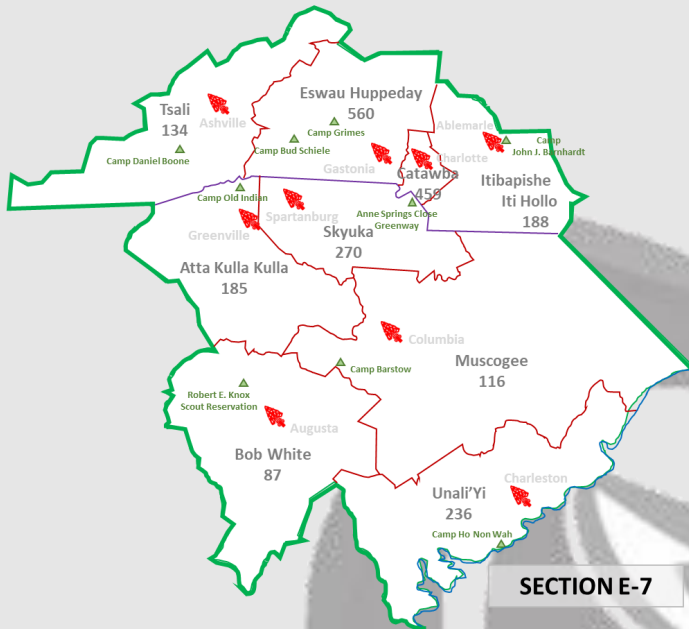 Eswau Huppeday
560
Tsali
134
Ashville
Camp Grimes
Camp Daniel Boone
Camp Bud Schiele
Gastonia
Ablemarle
Camp
John J. Barnhardt
Charlotte
Catawba
459
Itibapishe
Iti Hollo
188
Camp Old Indian
Spartanburg
Anne Springs Close
Greenway
Greenville
Skyuka
270
Atta Kulla Kulla
185
Columbia
Muscogee
116
Camp Barstow
Robert E. Knox
Scout Reservation
Augusta
Bob White
87
Charleston
Unali'Yi
236
Camp Ho Non Wah
SECTION E-7